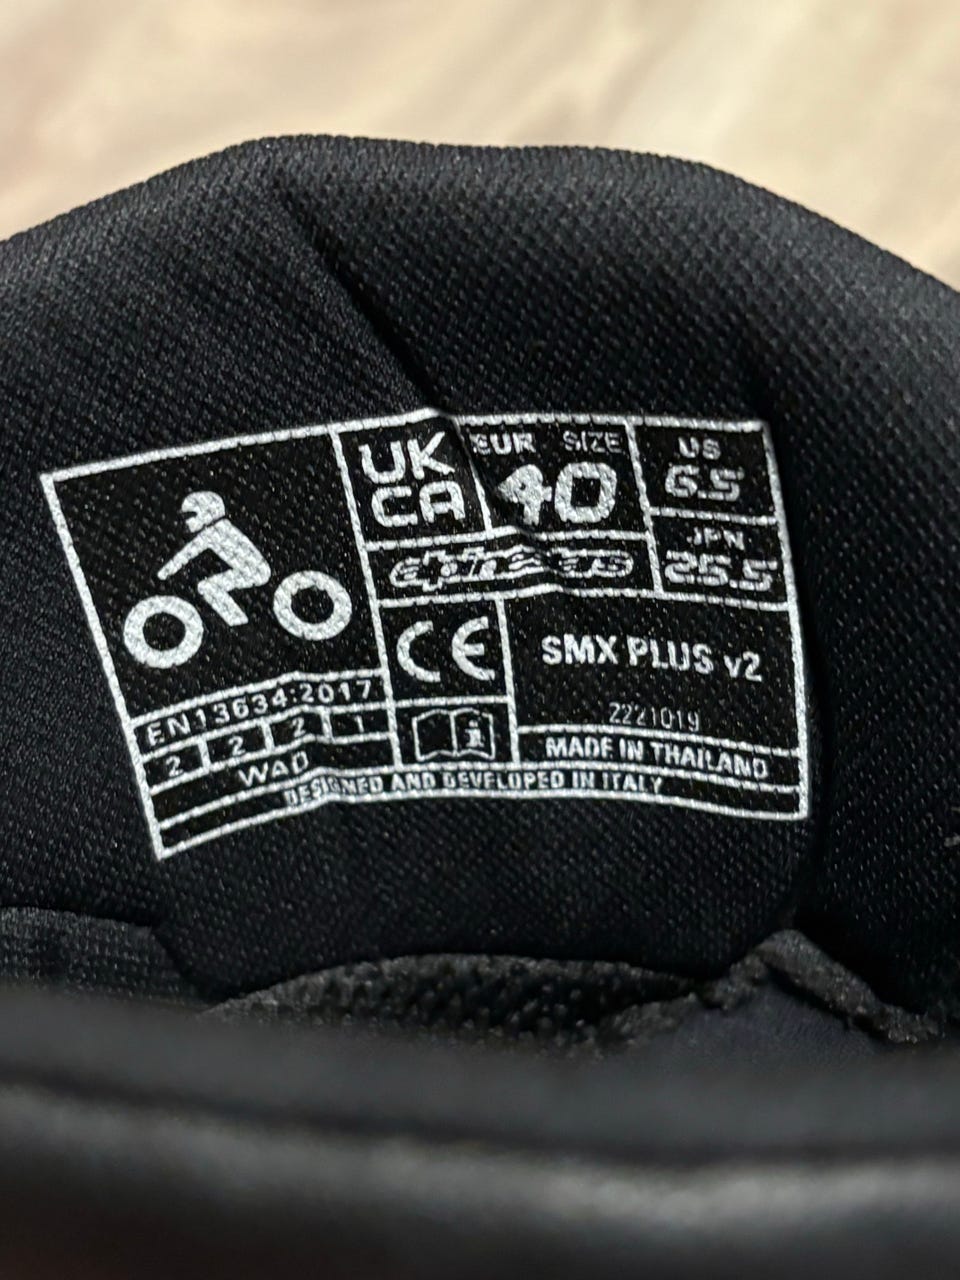 UK
CA
EUR SIZE
40
US
6.5
JPN
25.5
alpinestars
CE
SMX PLUS v2
2221019
EN13634:2017
2 2 2 1
WAD
i
MADE IN THAILAND
DESIGNED AND DEVELOPED IN ITALY